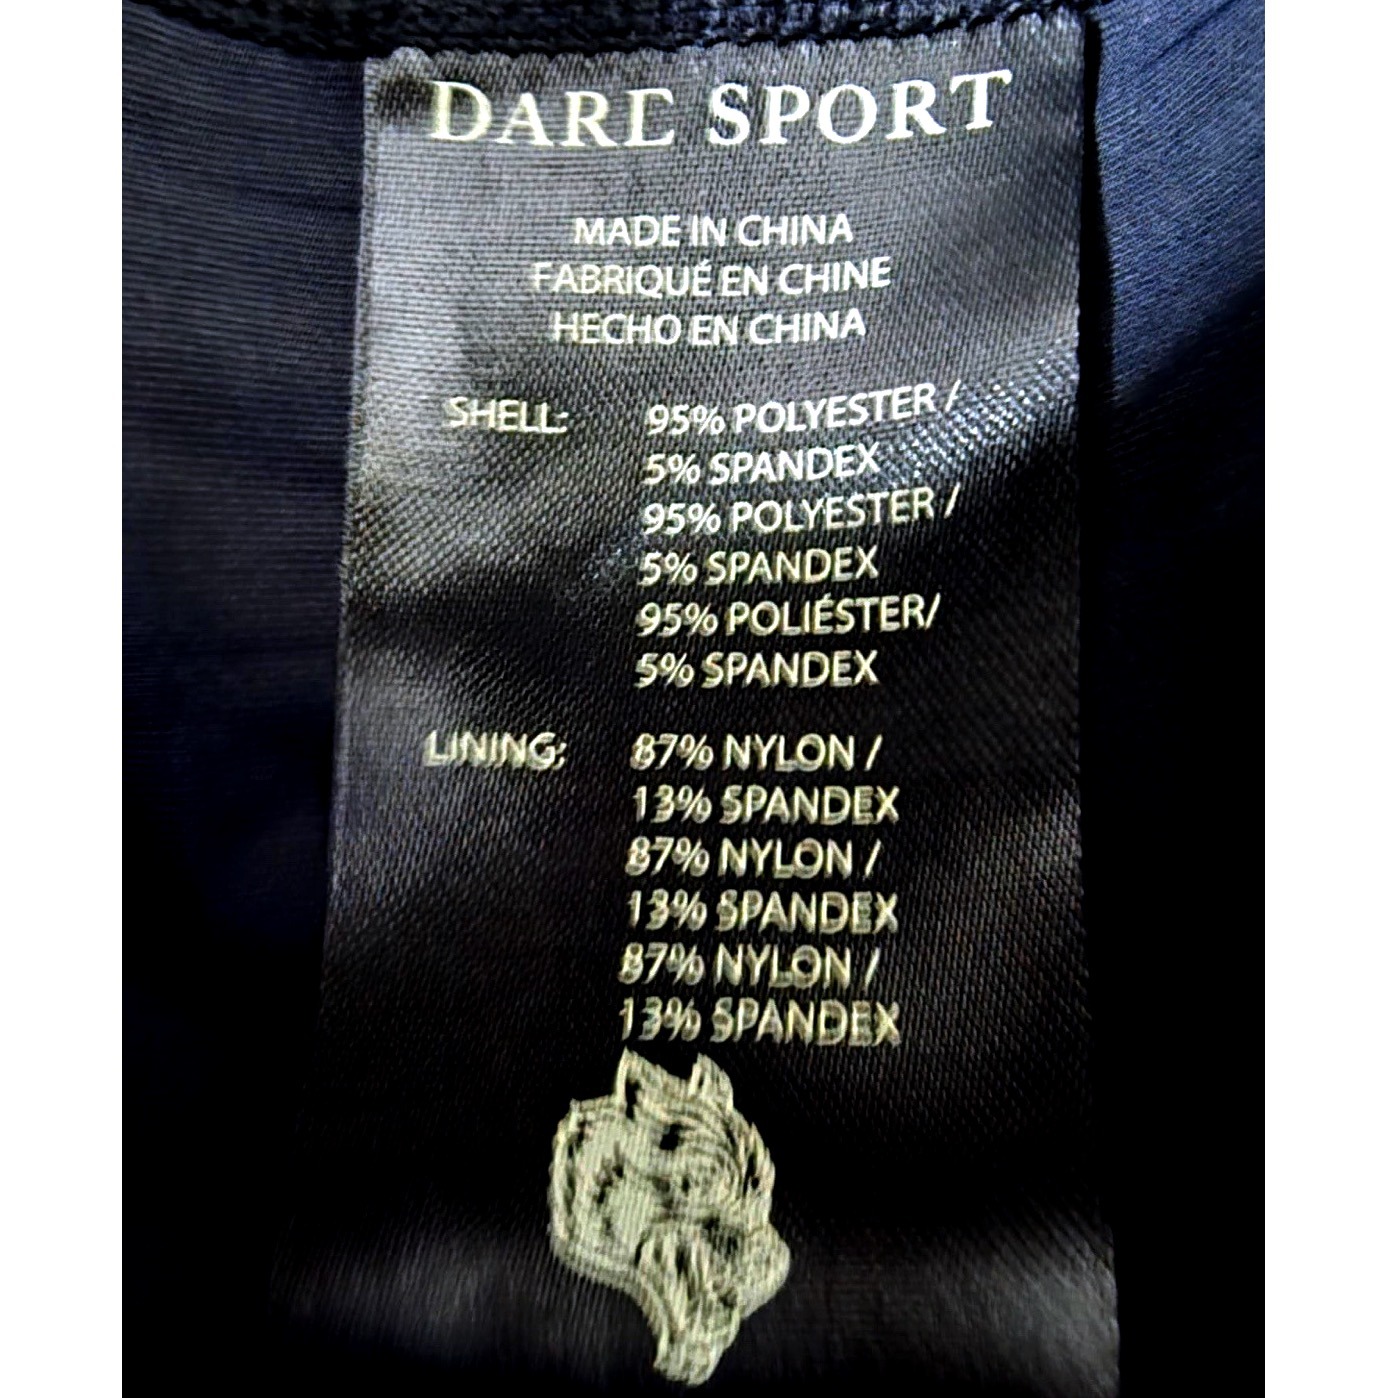 DARE SPORT
MADE IN CHINA
FABRIQUÉ EN CHINE
HECHO EN CHINA
SHELL: 95% POLYESTER /
5% SPANDEX
95% POLYESTER /
5% SPANDEX
95% POLIÉSTER/
5% SPANDEX
LINING: 87% NYLON /
13% SPANDEX
87% NYLON /
13% SPANDEX
87% NYLON /
13% SPANDEX